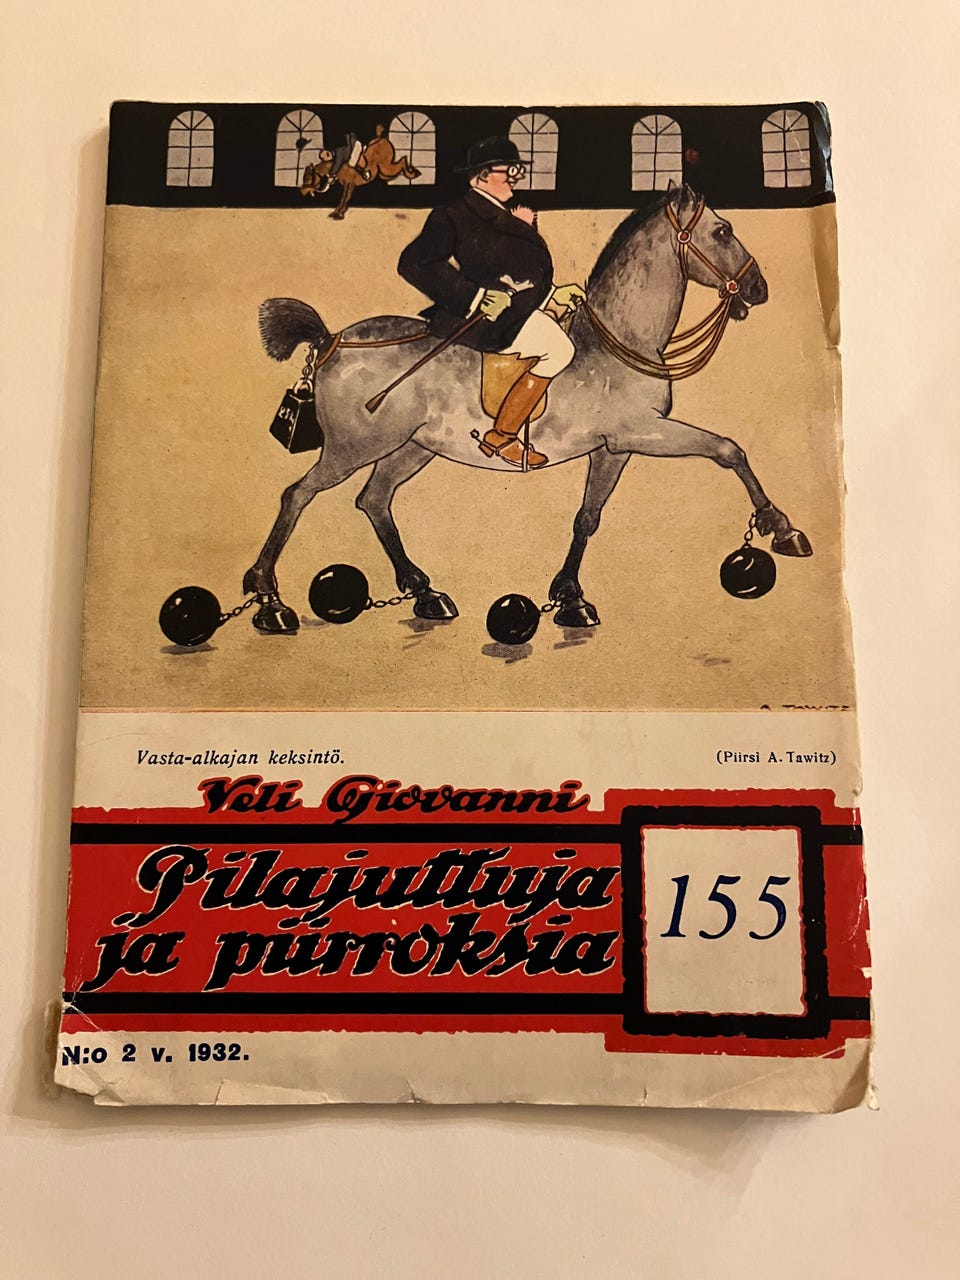 Vasta-alkajan keksintö.
(Piirsi A. Tawitz)
Veli Giovanni
Pilajuttuja
ja piirroksia
155
N:o 2 v. 1932.